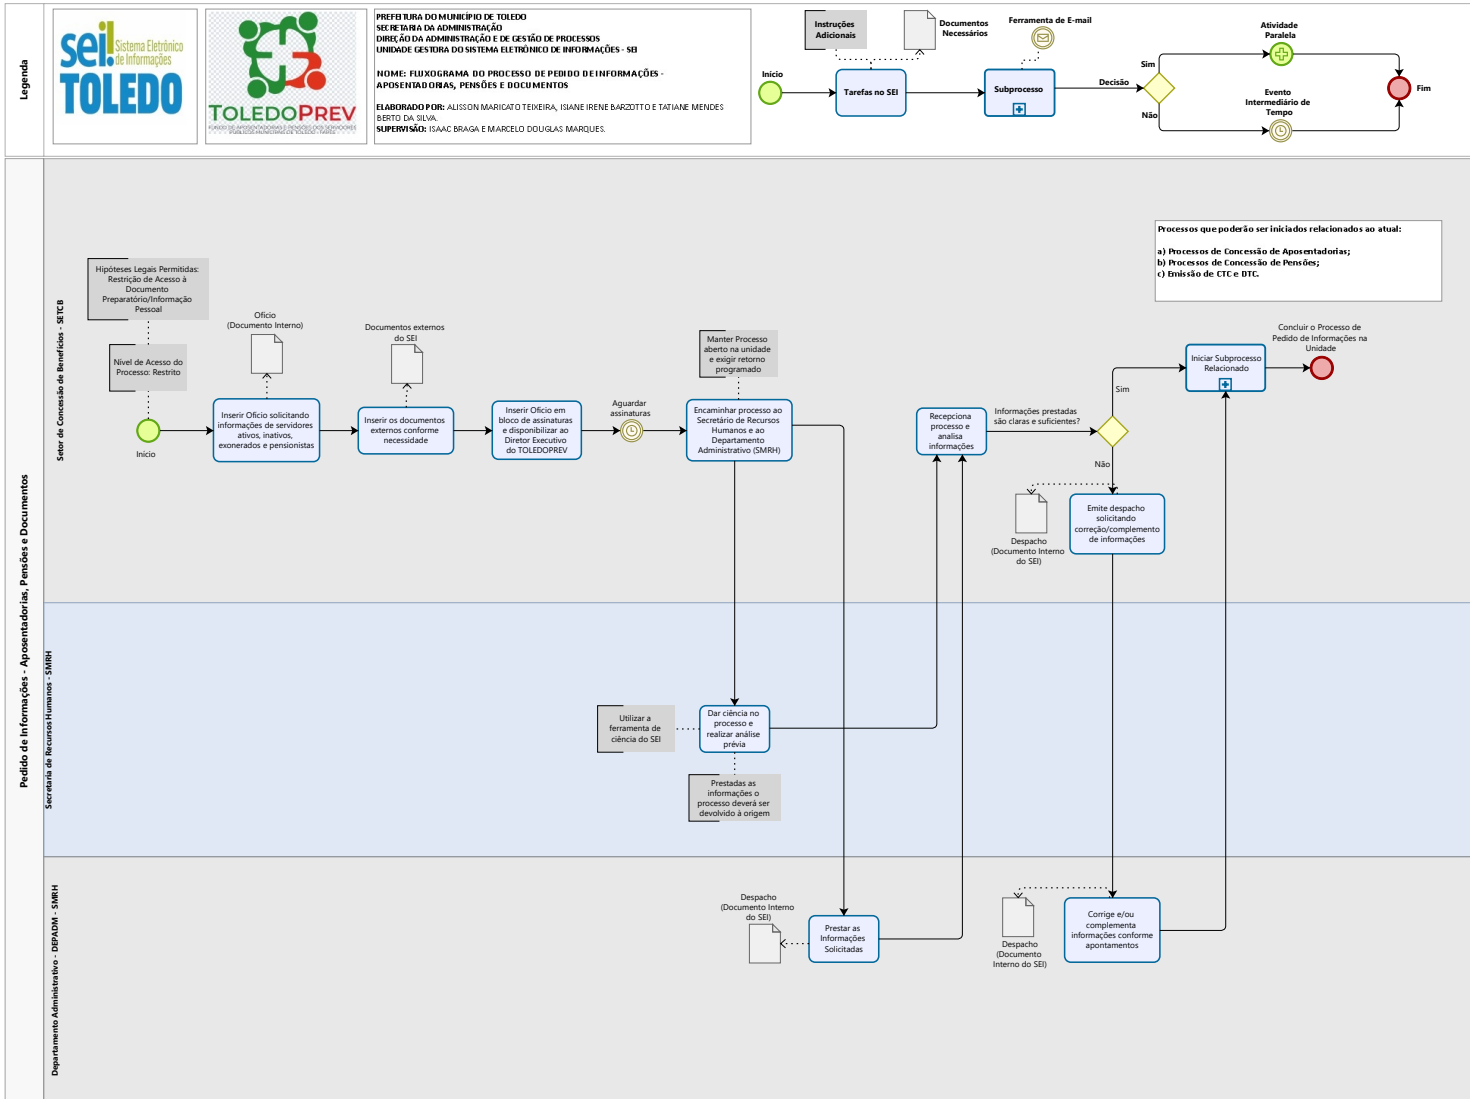 Legenda
sei!
Sistema Eletrônico
de Informações
TOLEDO
TOLEDOPREV
FUNDO DE APOSENTADORIAS E PENSÕES DOS SERVIDORES
PÚBLICOS MUNICIPAIS DE TOLEDO - FAPES
PREFEITURA DO MUNICÍPIO DE TOLEDO
SECRETARIA DA ADMINISTRAÇÃO
DIREÇÃO DA ADMINISTRAÇÃO E DE GESTÃO DE PROCESSOS
UNIDADE GESTORA DO SISTEMA ELETRÔNICO DE INFORMAÇÕES - SEI
NOME: FLUXOGRAMA DO PROCESSO DE PEDIDO DE INFORMAÇÕES -
APOSENTADORIAS, PENSÕES E DOCUMENTOS
ELABORADO POR: ALISSON MARICATO TEIXEIRA, ISIANE IRENE BARZOTTO E TATIANE MENDES
BERTO DA SILVA.
SUPERVISÃO: ISAAC BRAGA E MARCELO DOUGLAS MARQUES.
Início
Instruções
Adicionais
Tarefas no SEI
Documentos
Necessários
Ferramenta de E-mail
Subprocesso
Decisão
Sim
Não
Atividade
Paralela
Evento
Intermediário de
Tempo
Fim
Pedido de Informações - Aposentadorias, Pensões e Documentos
Setor de Concessão de Benefícios - SETCB
Hipóteses Legais Permitidas:
Restrição de Acesso à
Documento
Preparatório/Informação
Pessoal
Nível de Acesso do
Processo: Restrito
Início
Ofício
(Documento Interno)
Inserir Ofício solicitando
informações de servidores
ativos, inativos,
exonerados e pensionistas
Documentos externos
do SEI
Inserir os documentos
externos conforme
necessidade
Inserir Ofício em
bloco de assinaturas
e disponibilizar ao
Diretor Executivo
do TOLEDOPREV
Aguardar
assinaturas
Manter Processo
aberto na unidade
e exigir retorno
programado
Encaminhar processo ao
Secretário de Recursos
Humanos e ao
Departamento
Administrativo (SMRH)
Recepciona
processo e
analisa
informações
Informações prestadas
são claras e suficientes?
Sim
Não
Processos que poderão ser iniciados relacionados ao atual:
a) Processos de Concessão de Aposentadorias;
b) Processos de Concessão de Pensões;
c) Emissão de CTC e DTC.
Iniciar Subprocesso
Relacionado
Concluir o Processo de
Pedido de Informações na
Unidade
Despacho
(Documento Interno
do SEI)
Emite despacho
solicitando
correção/complemento
de informações
Secretaria de Recursos Humanos - SMRH
Utilizar a
ferramenta de
ciência do SEI
Dar ciência no
processo e
realizar análise
prévia
Prestadas as
informações o
processo deverá ser
devolvido à origem
Departamento Administrativo - DEPADM - SMRH
Despacho
(Documento Interno
do SEI)
Prestar as
Informações
Solicitadas
Despacho
(Documento
Interno do SEI)
Corrige e/ou
complementa
informações conforme
apontamentos